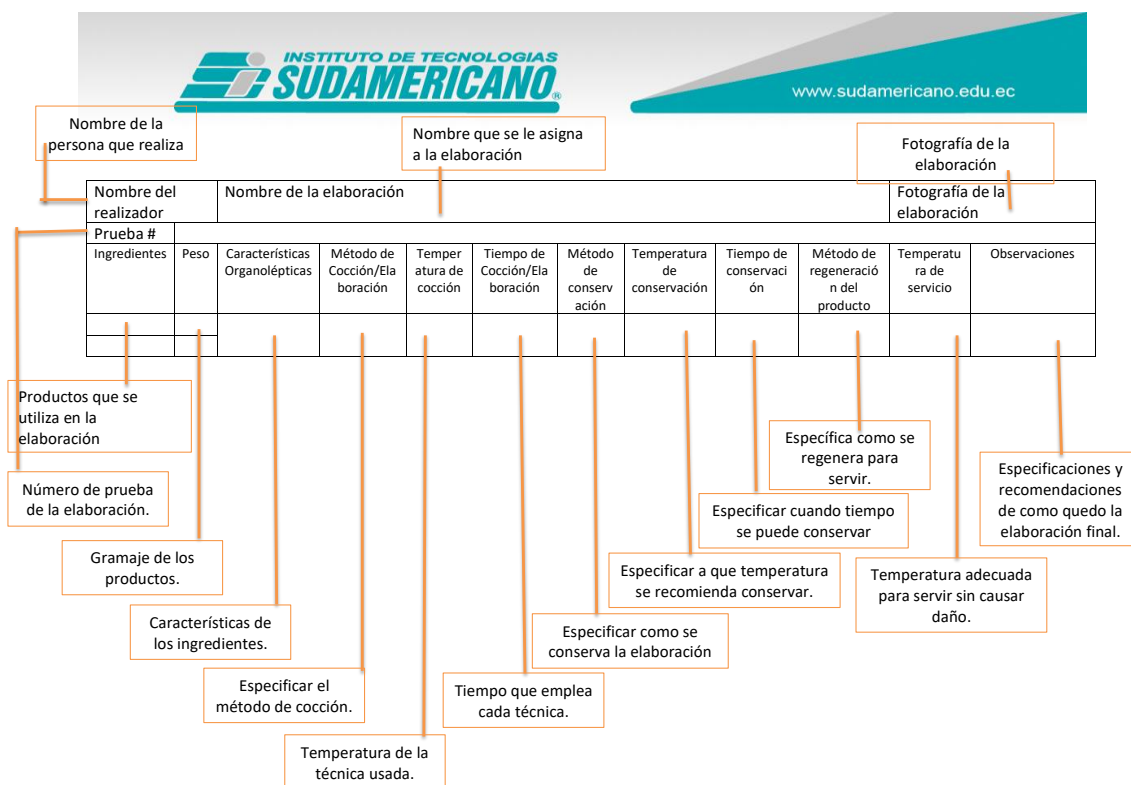 INSTITUTO DE TECNOLOGIAS
SUDAMERICANO®
www.sudamericano.edu.ec
Nombre de la
persona que realiza
Nombre que se le asigna
a la elaboración
Fotografía de la
elaboración
Nombre del
realizador
Nombre de la elaboración
Fotografía de la
elaboración
Prueba #
Ingredientes
Peso
Características
Organolépticas
Método de
Cocción/Ela
boración
Temper
atura de
cocción
Tiempo de
Cocción/Ela
boración
Método
de
conserv
ación
Temperatura
de
conservación
Tiempo de
conservaci
ón
Método de
regeneració
n del
producto
Temperatu
ra de
servicio
Observaciones
Productos que se
utiliza en la
elaboración
Número de prueba
de la elaboración.
Gramaje de los
productos.
Características de
los ingredientes.
Especificar el
método de cocción.
Temperatura de la
técnica usada.
Tiempo que emplea
cada técnica.
Especificar como se
conserva la elaboración
Especificar a que temperatura
se recomienda conservar.
Especificar cuando tiempo
se puede conservar
Específica como se
regenera para
servir.
Temperatura adecuada
para servir sin causar
daño.
Especificaciones y
recomendaciones
de como quedo la
elaboración final.